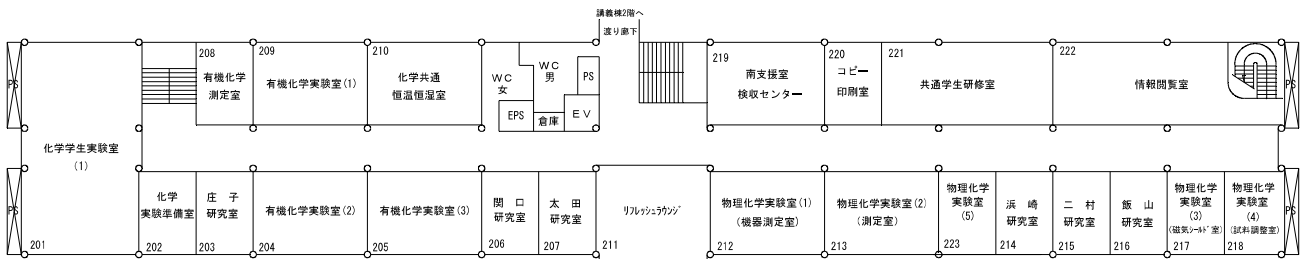 講義棟2階へ
渡り廊下
PS
化学学生実験室
(1)
201
208
有機化学
測定室
209
有機化学実験室(1)
210
化学共通
恒温恒湿室
WC
女
WC
男
PS
EPS
倉庫
EV
219
南支援室
検収センター
220
コピー
印刷室
221
共通学生研修室
222
情報閲覧室
PS
PS
化学
実験準備室
202
庄 子
研究室
203
有機化学実験室(2)
204
有機化学実験室(3)
205
関 口
研究室
206
太 田
研究室
207
リフレッシュラウンジ
211
物理化学実験室(1)
(機器測定室)
212
物理化学実験室(2)
(測定室)
213
物理化学
実験室
(5)
223
浜 崎
研究室
214
二 村
研究室
215
飯 山
研究室
216
物理化学
実験室
(3)
(磁気シールド室)
217
物理化学
実験室
(4)
(試料調整室)
218
PS